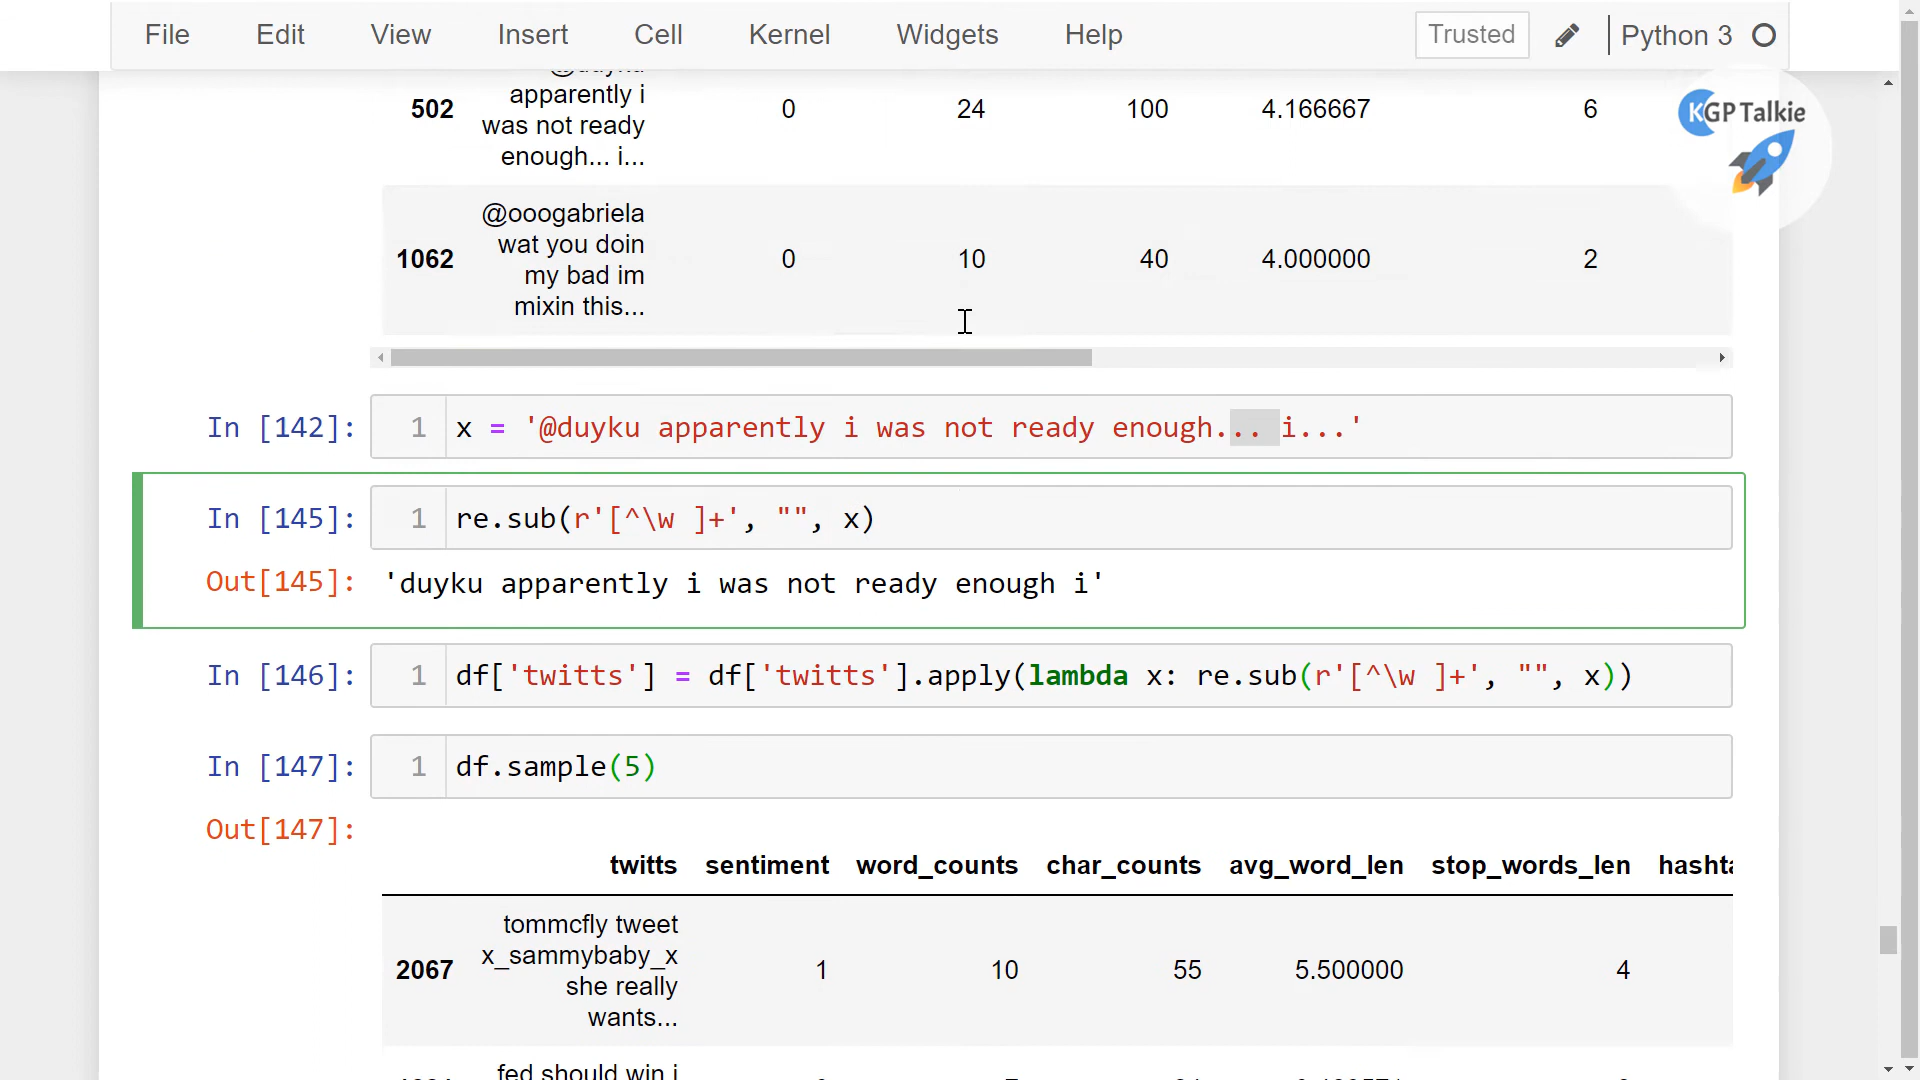 File Edit View Insert Cell Kernel Widgets Help Trusted Python 3
KGP Talkie
@duyku
502 apparently i was not ready enough... i... 0 24 100 4.166667 6
1062 @ooogabriela wat you doin my bad im mixin this... 0 10 40 4.000000 2
In [142]: 1 x = '@duyku apparently i was not ready enough... i...'
In [145]: 1 re.sub(r'[^\w ]+', "", x)
Out[145]: 'duyku apparently i was not ready enough i'
In [146]: 1 df['twitts'] = df['twitts'].apply(lambda x: re.sub(r'[^\w ]+', "", x))
In [147]: 1 df.sample(5)
Out[147]:
twitts sentiment word_counts char_counts avg_word_len stop_words_len hashta
2067 tommcfly tweet x_sammybaby_x she really wants... 1 10 55 5.500000 4
fed should win i